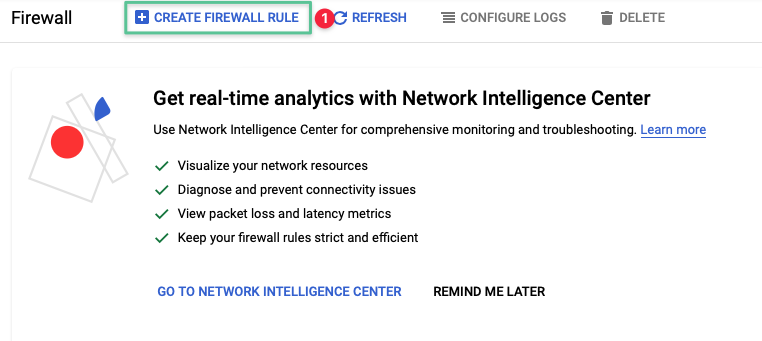 Firewall CREATE FIREWALL RULE 1 REFRESH CONFIGURE LOGS DELETE
Get real-time analytics with Network Intelligence Center
Use Network Intelligence Center for comprehensive monitoring and troubleshooting. Learn more
Visualize your network resources
Diagnose and prevent connectivity issues
View packet loss and latency metrics
Keep your firewall rules strict and efficient
GO TO NETWORK INTELLIGENCE CENTER REMIND ME LATER